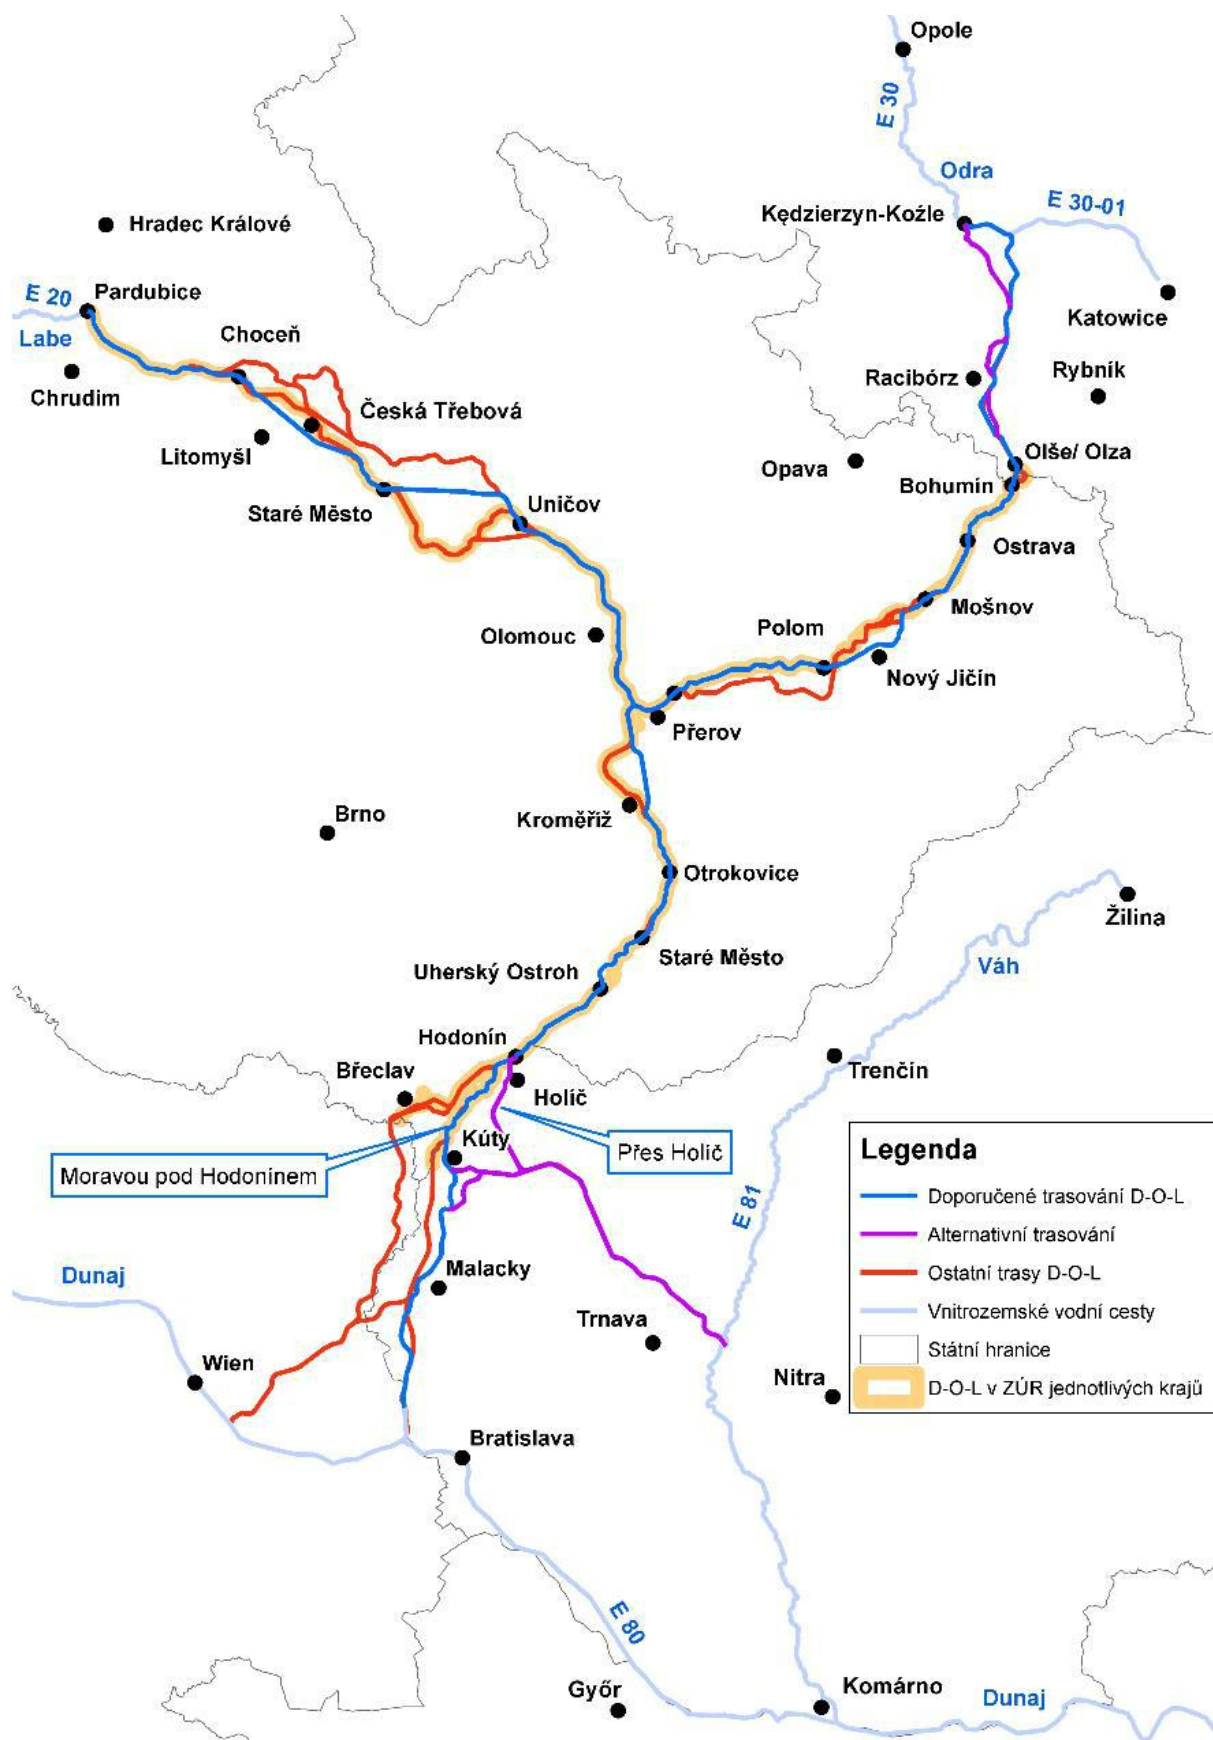 Opole
E 30
Odra
E 30-01
Kędzierzyn-Koźle
Hradec Králové
Katowice
E 20
Pardubice
Labe
Choceň
Chrudim
Racibórz
Rybník
Česká Třebová
Litomyšl
Opava
Olše/ Olza
Bohumín
Staré Město
Uničov
Ostrava
Mošnov
Olomouc
Polom
Nový Jičín
Přerov
Brno
Kroměříž
Otrokovice
Žilina
Staré Město
Váh
Uherský Ostroh
Hodonín
Břeclav
Holíč
Trenčín
Kúty
Přes Holíč
Moravou pod Hodonínem
Legenda
Doporučené trasování D-O-L
Alternativní trasování
Ostatní trasy D-O-L
Vnitrozemské vodní cesty
Státní hranice
D-O-L v ZÚR jednotlivých krajů
E 81
Dunaj
Malacky
Trnava
Wien
Nitra
Bratislava
E 80
Győr
Komárno
Dunaj